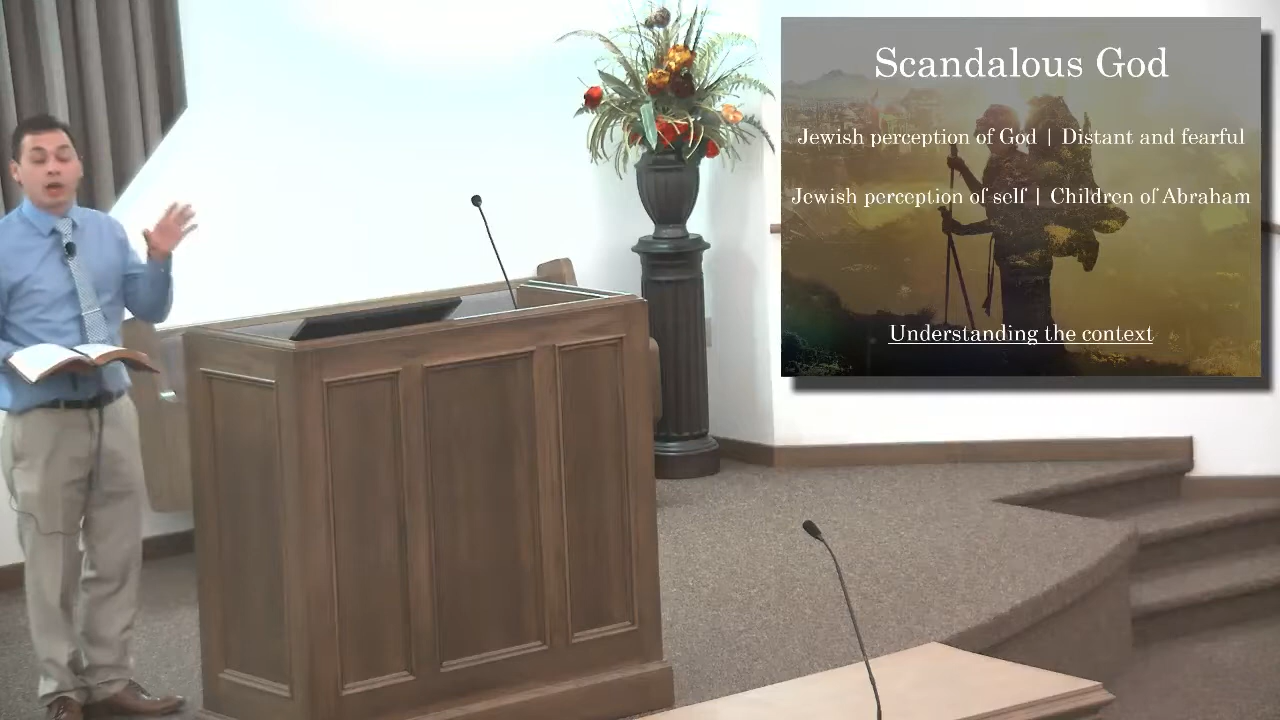 Scandalous God
Jewish perception of God | Distant and fearful
Jewish perception of self | Children of Abraham
Understanding the context